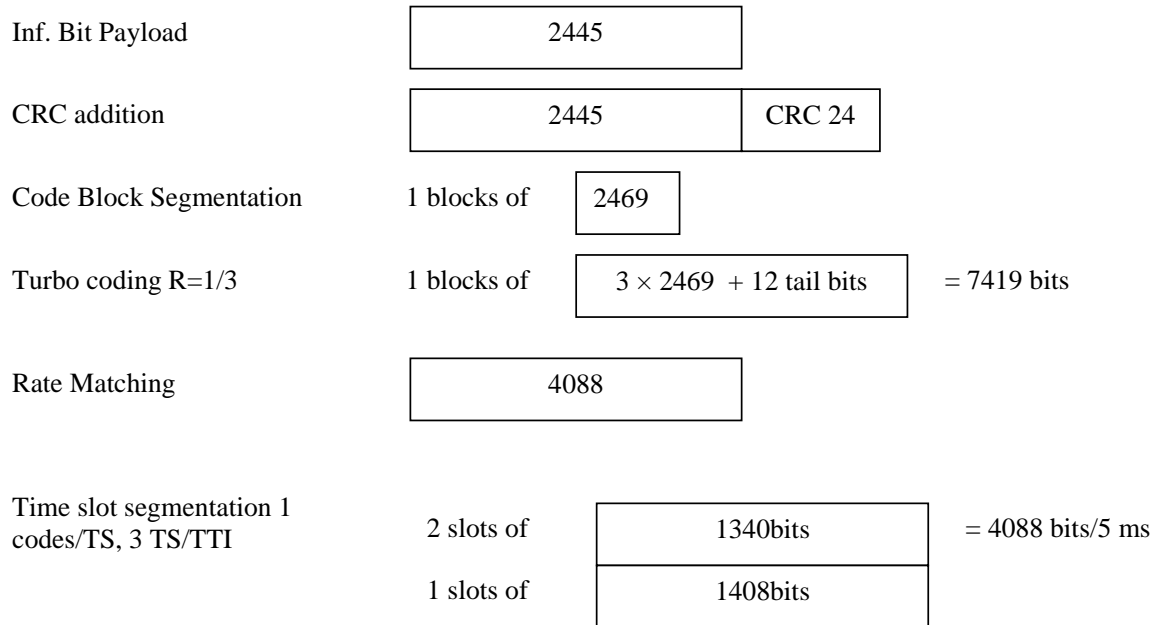 Inf. Bit Payload 2445
CRC addition 2445 CRC 24
Code Block Segmentation 1 blocks of 2469
Turbo coding R=1/3 1 blocks of 3 × 2469 + 12 tail bits = 7419 bits
Rate Matching 4088
Time slot segmentation 1
codes/TS, 3 TS/TTI 2 slots of 1340bits = 4088 bits/5 ms
1 slots of 1408bits